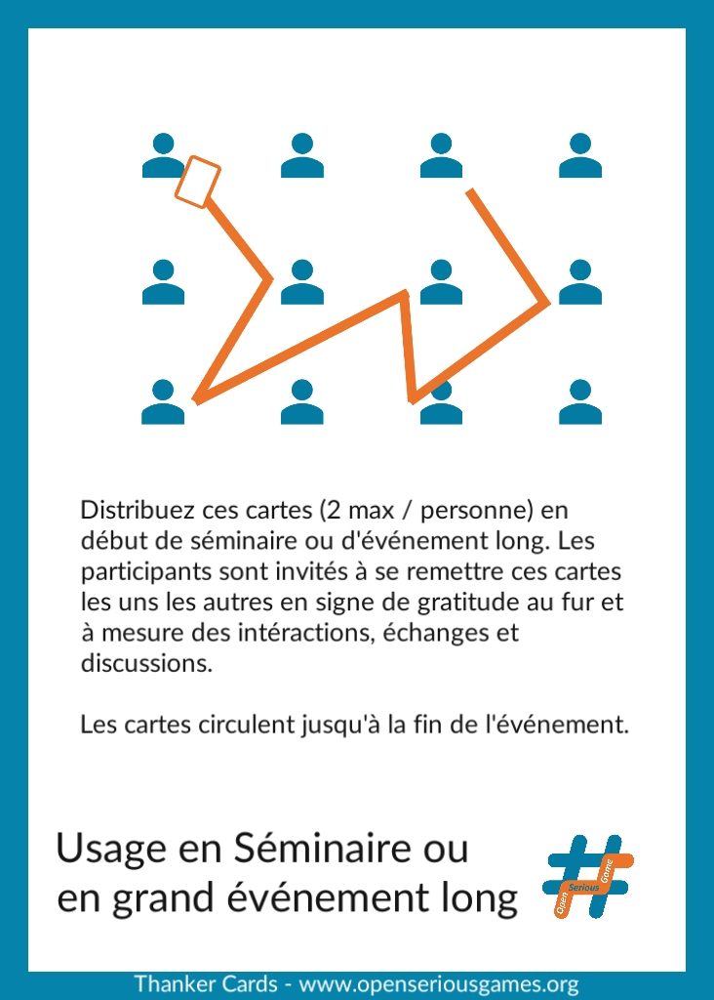 Distribuez ces cartes (2 max / personne) en
début de séminaire ou d'événement long. Les
participants sont invités à se remettre ces cartes
les uns les autres en signe de gratitude au fur et
à mesure des intéractions, échanges et
discussions.
Les cartes circulent jusqu'à la fin de l'événement.
Usage en Séminaire ou
en grand événement long
Open Serious Game
Thanker Cards - www.openseriousgames.org